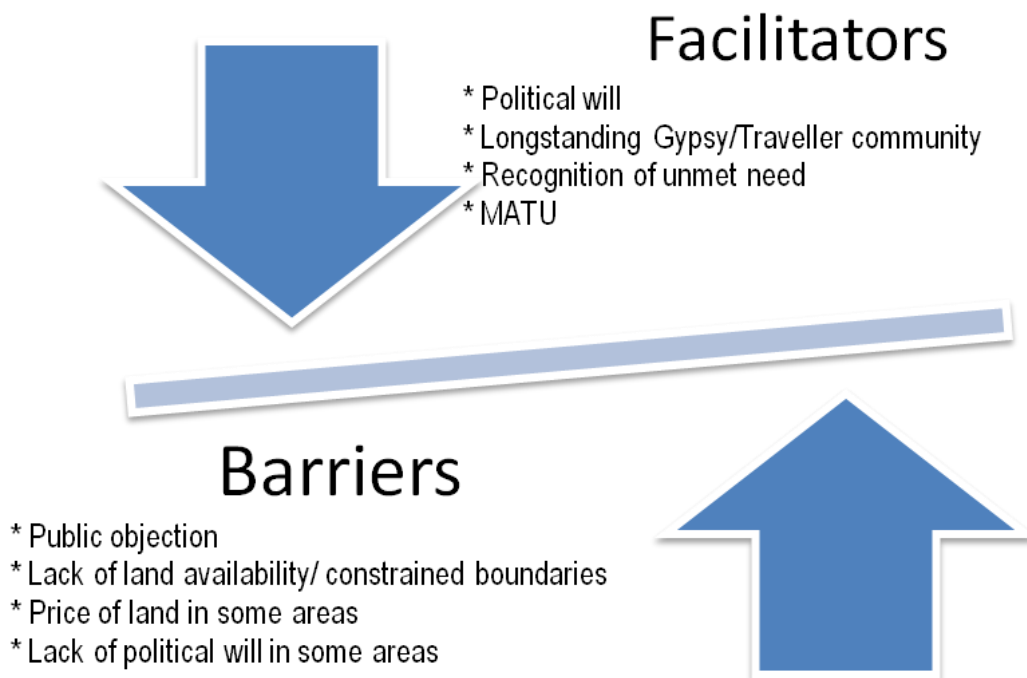 Facilitators
* Political will
* Longstanding Gypsy/Traveller community
* Recognition of unmet need
* MATU
Barriers
* Public objection
* Lack of land availability/ constrained boundaries
* Price of land in some areas
* Lack of political will in some areas